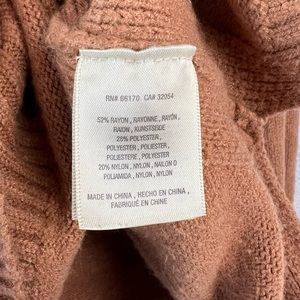 RN# 66170 CA# 32054
52% RAYON, RAYONNE, RAYÓN,
RAION, KUNSTSEIDE
28% POLYESTER,
POLYESTER, POLYESTER,
POLIESTERE, POLYESTER
20% NYLON, NYLON, NAILON O
POLIAMIDA, NYLON, NYLON
MADE IN CHINA , HECHO EN CHINA ,
FABRIQUÉ EN CHINE